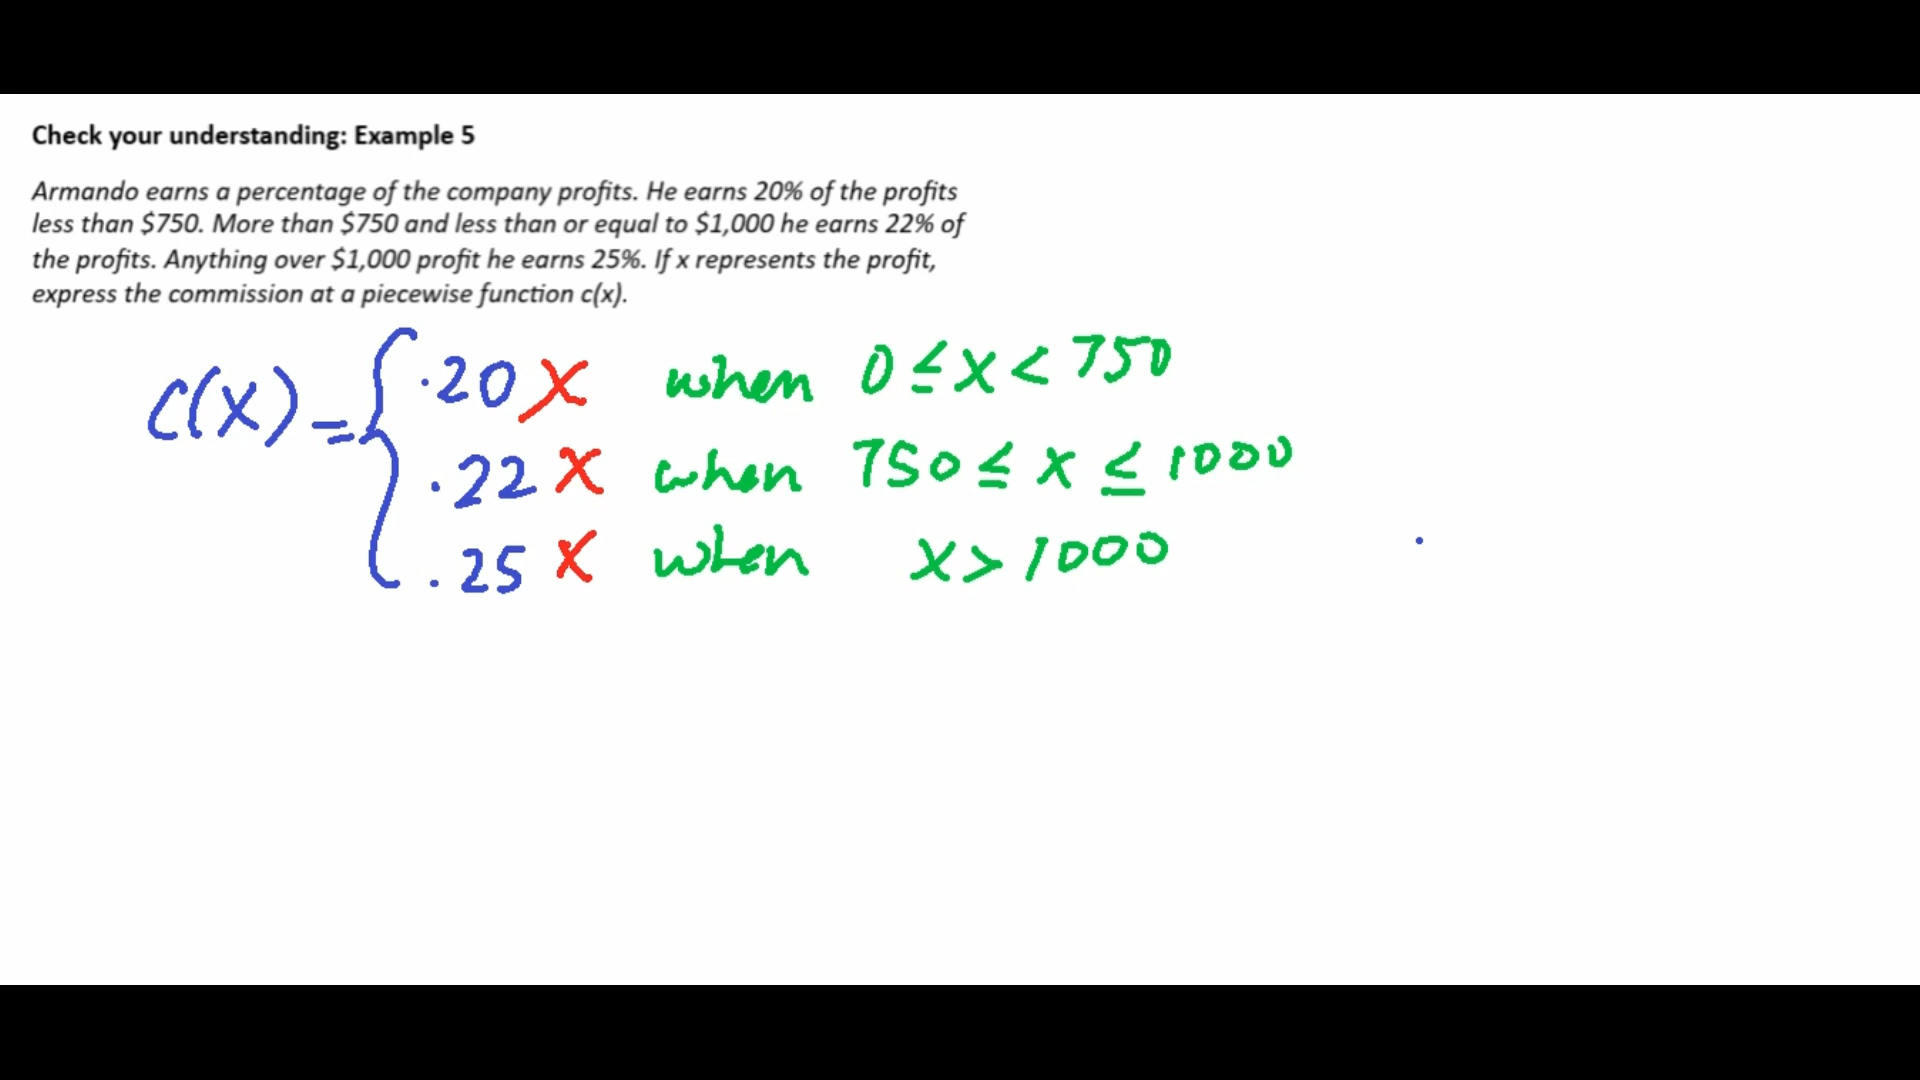 Check your understanding: Example 5
Armando earns a percentage of the company profits. He earns 20% of the profits
less than $750. More than $750 and less than or equal to $1,000 he earns 22% of
the profits. Anything over $1,000 profit he earns 25%. If x represents the profit,
express the commission at a piecewise function c(x).
C(X) = { .20 X when 0 ≤ X < 750
.22 X when 750 ≤ X ≤ 1000
.25 X when X > 1000